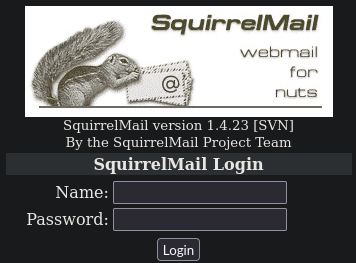 SquirrelMail
webmail
for
nuts
@
SquirrelMail version 1.4.23 [SVN]
By the SquirrelMail Project Team
SquirrelMail Login
Name:
Password:
Login